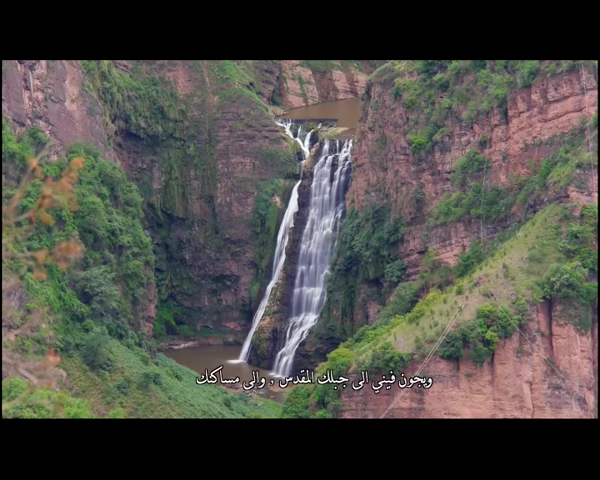 ويجون فيني الى جبلك المقدس ، والى مساكنك